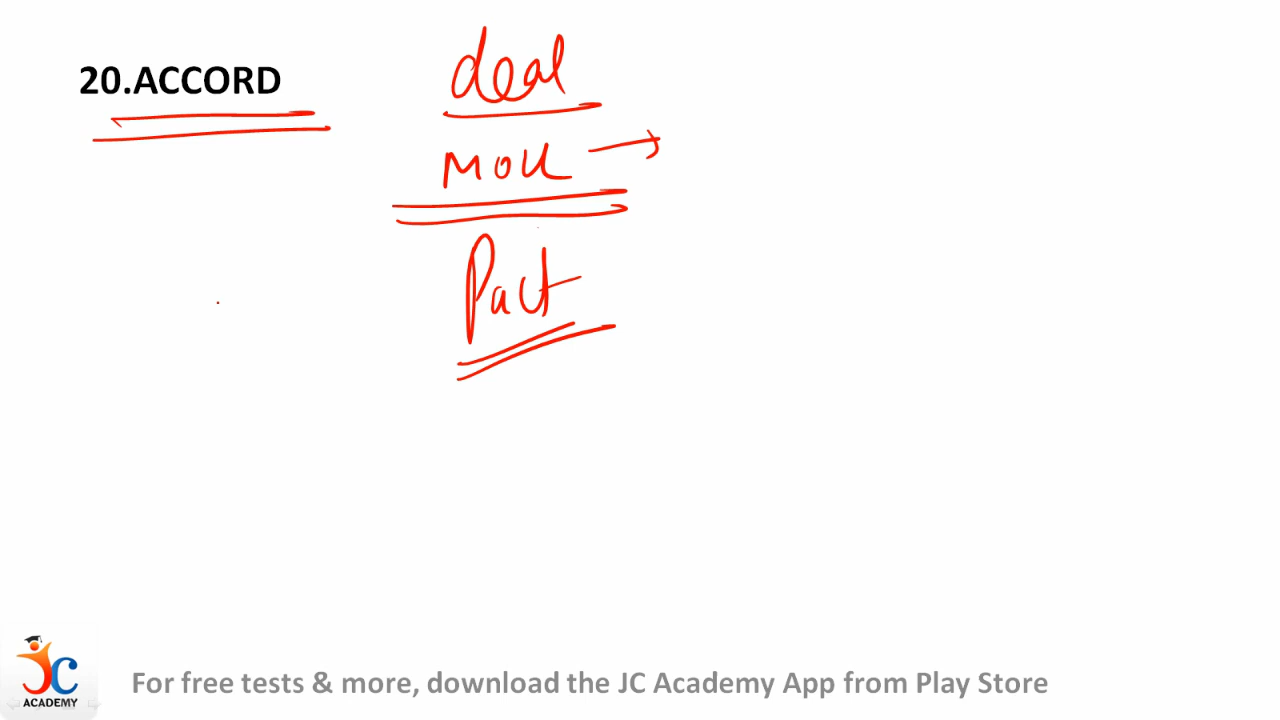 20.ACCORD
deal
MOU
Pact
JC
ACADEMY
For free tests & more, download the JC Academy App from Play Store